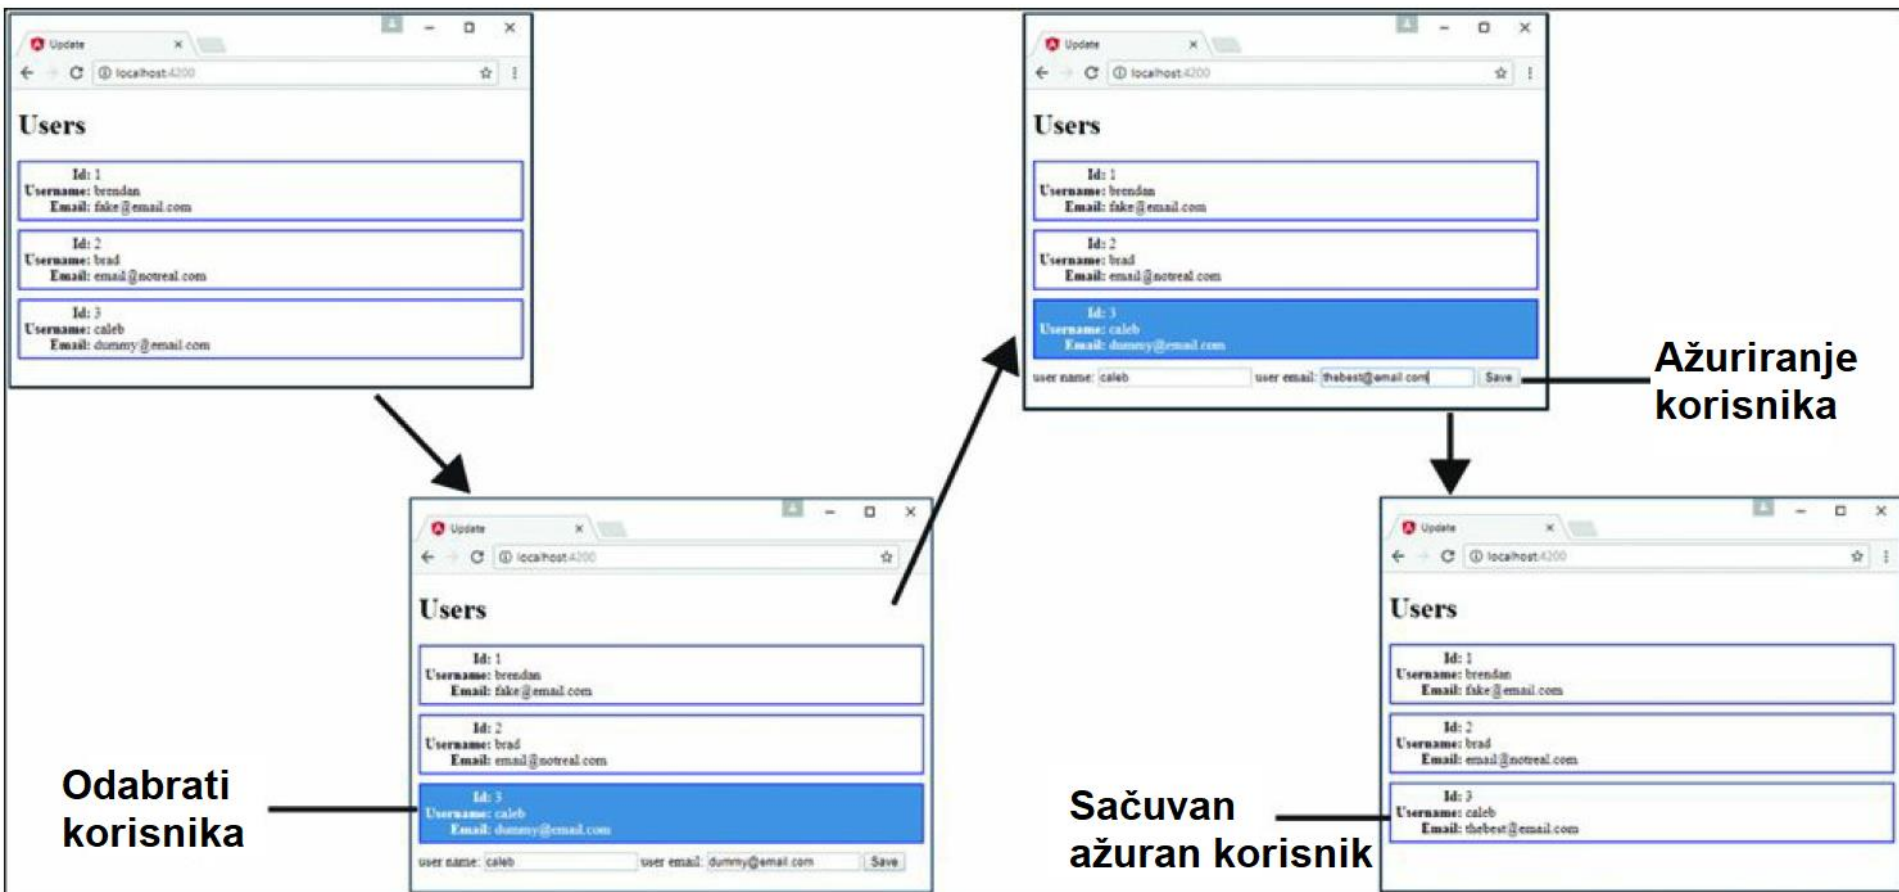 Update
localhost:4200
Users
Id: 1
Username: brendan
Email: fake@email.com
Id: 2
Username: brad
Email: email@notreal.com
Id: 3
Username: caleb
Email: dummy@email.com
Update
localhost:4200
Users
Id: 1
Username: brendan
Email: fake@email.com
Id: 2
Username: brad
Email: email@notreal.com
Id: 3
Username: caleb
Email: dummy@email.com
user name: caleb user email: dummy@email.com Save
Odabrati
korisnika
Update
localhost:4200
Users
Id: 1
Username: brendan
Email: fake@email.com
Id: 2
Username: brad
Email: email@notreal.com
Id: 3
Username: caleb
Email: dummy@email.com
user name: caleb user email: thebest@email.com Save
Ažuriranje
korisnika
Update
localhost:4200
Users
Id: 1
Username: brendan
Email: fake@email.com
Id: 2
Username: brad
Email: email@notreal.com
Id: 3
Username: caleb
Email: thebest@email.com
Sačuvan
ažuran korisnik